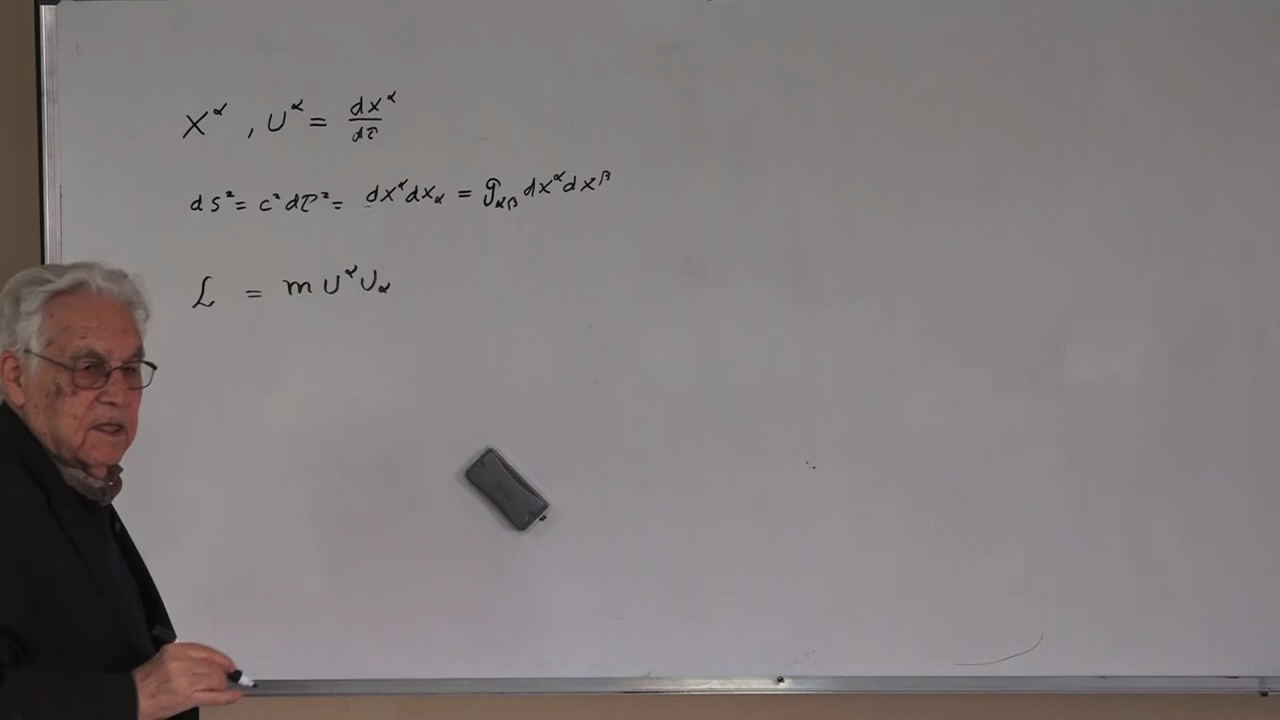 X^α , U^α = dX^α/dτ
ds² = c²dτ² = dX^α dX_α = g_αβ dX^α dX^β
ℒ = m U^α U_α